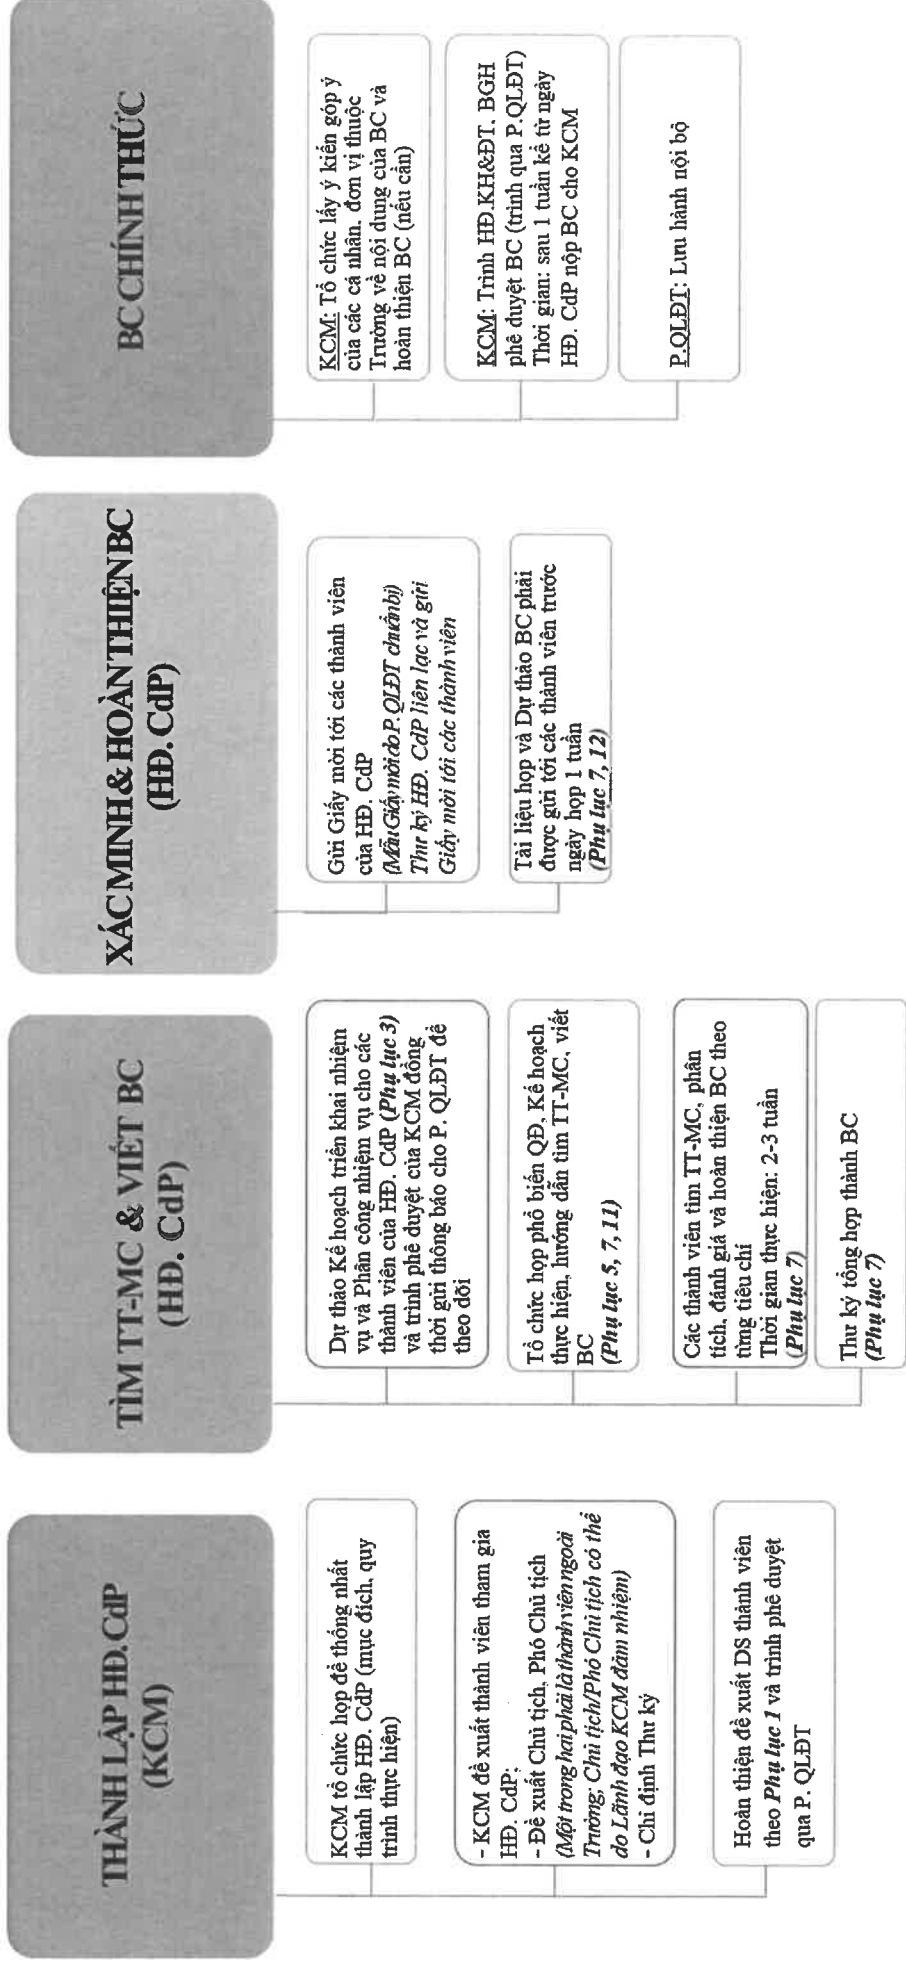 THÀNH LẬP HĐ. CdP
(KCM)
KCM tổ chức họp để thống nhất
thành lập HĐ. CdP (mục đích, quy
trình thực hiện)
- KCM đề xuất thành viên tham gia
HĐ. CdP;
- Đề xuất Chủ tịch, Phó Chủ tịch
(Một trong hai phải là thành viên ngoài
Trường; Chủ tịch/Phó Chủ tịch có thể
do Lãnh đạo KCM đảm nhiệm)
- Chỉ định Thư ký
Hoàn thiện đề xuất DS thành viên
theo Phụ lục 1 và trình phê duyệt
qua P. QLĐT
TÌM TT-MC & VIẾT BC
(HĐ. CdP)
Dự thảo Kế hoạch triển khai nhiệm
vụ và Phân công nhiệm vụ cho các
thành viên của HĐ. CdP (Phụ lục 3)
và trình phê duyệt của KCM đồng
thời gửi thông báo cho P. QLĐT để
theo dõi
Tổ chức họp phổ biến QĐ, Kế hoạch
thực hiện, hướng dẫn tìm TT-MC, viết
BC
(Phụ lục 5, 7, 11)
Các thành viên tìm TT-MC, phân
tích, đánh giá và hoàn thiện BC theo
từng tiêu chí
Thời gian thực hiện: 2-3 tuần
(Phụ lục 7)
Thư ký tổng hợp thành BC
(Phụ lục 7)
XÁC MINH & HOÀN THIỆN BC
(HĐ. CdP)
Gửi Giấy mời tới các thành viên
của HĐ. CdP
(Mẫu Giấy mời do P. QLĐT chuẩn bị)
Thư ký HĐ. CdP liên lạc và gửi
Giấy mời tới các thành viên
Tài liệu họp và Dự thảo BC phải
được gửi tới các thành viên trước
ngày họp 1 tuần
(Phụ lục 7, 12)
BC CHÍNH THỨC
KCM: Tổ chức lấy ý kiến góp ý
của các cá nhân, đơn vị thuộc
Trường về nội dung của BC và
hoàn thiện BC (nếu cần)
KCM: Trình HĐ.KH&ĐT, BGH
phê duyệt BC (trình qua P.QLĐT)
Thời gian: sau 1 tuần kể từ ngày
HĐ. CdP nộp BC cho KCM
P.QLĐT: Lưu hành nội bộ